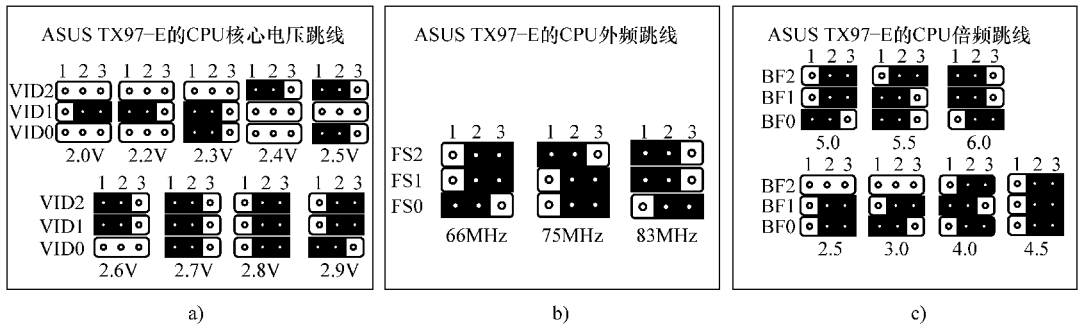 ASUS TX97-E的CPU核心电压跳线
1 2 3 1 2 3 1 2 3 1 2 3 1 2 3
VID2
VID1
VID0
2.0V 2.2V 2.3V 2.4V 2.5V
1 2 3 1 2 3 1 2 3 1 2 3
VID2
VID1
VID0
2.6V 2.7V 2.8V 2.9V
a)
ASUS TX97-E的CPU外频跳线
1 2 3 1 2 3 1 2 3
FS2
FS1
FS0
66MHz 75MHz 83MHz
b)
ASUS TX97-E的CPU倍频跳线
1 2 3 1 2 3 1 2 3
BF2
BF1
BF0
5.0 5.5 6.0
1 2 3 1 2 3 1 2 3 1 2 3
BF2
BF1
BF0
2.5 3.0 4.0 4.5
c)